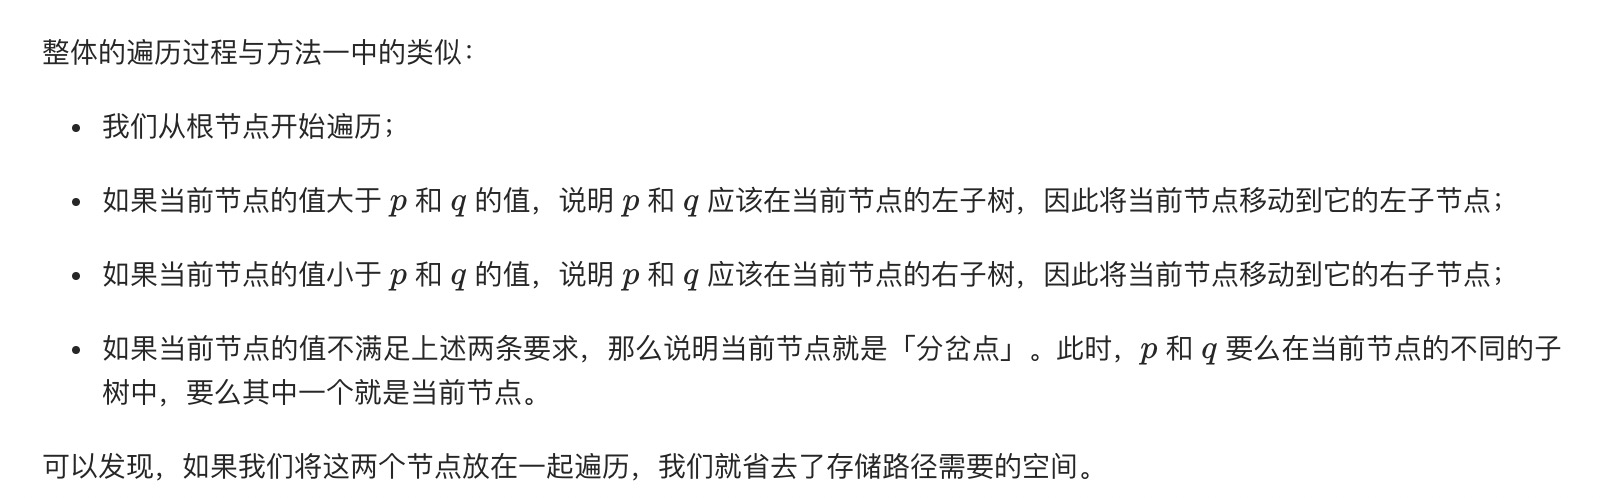 整体的遍历过程与方法一中的类似：
• 我们从根节点开始遍历；
• 如果当前节点的值大于 p 和 q 的值，说明 p 和 q 应该在当前节点的左子树，因此将当前节点移动到它的左子节点；
• 如果当前节点的值小于 p 和 q 的值，说明 p 和 q 应该在当前节点的右子树，因此将当前节点移动到它的右子节点；
• 如果当前节点的值不满足上述两条要求，那么说明当前节点就是「分岔点」。此时，p 和 q 要么在当前节点的不同的子
树中，要么其中一个就是当前节点。
可以发现，如果我们将这两个节点放在一起遍历，我们就省去了存储路径需要的空间。